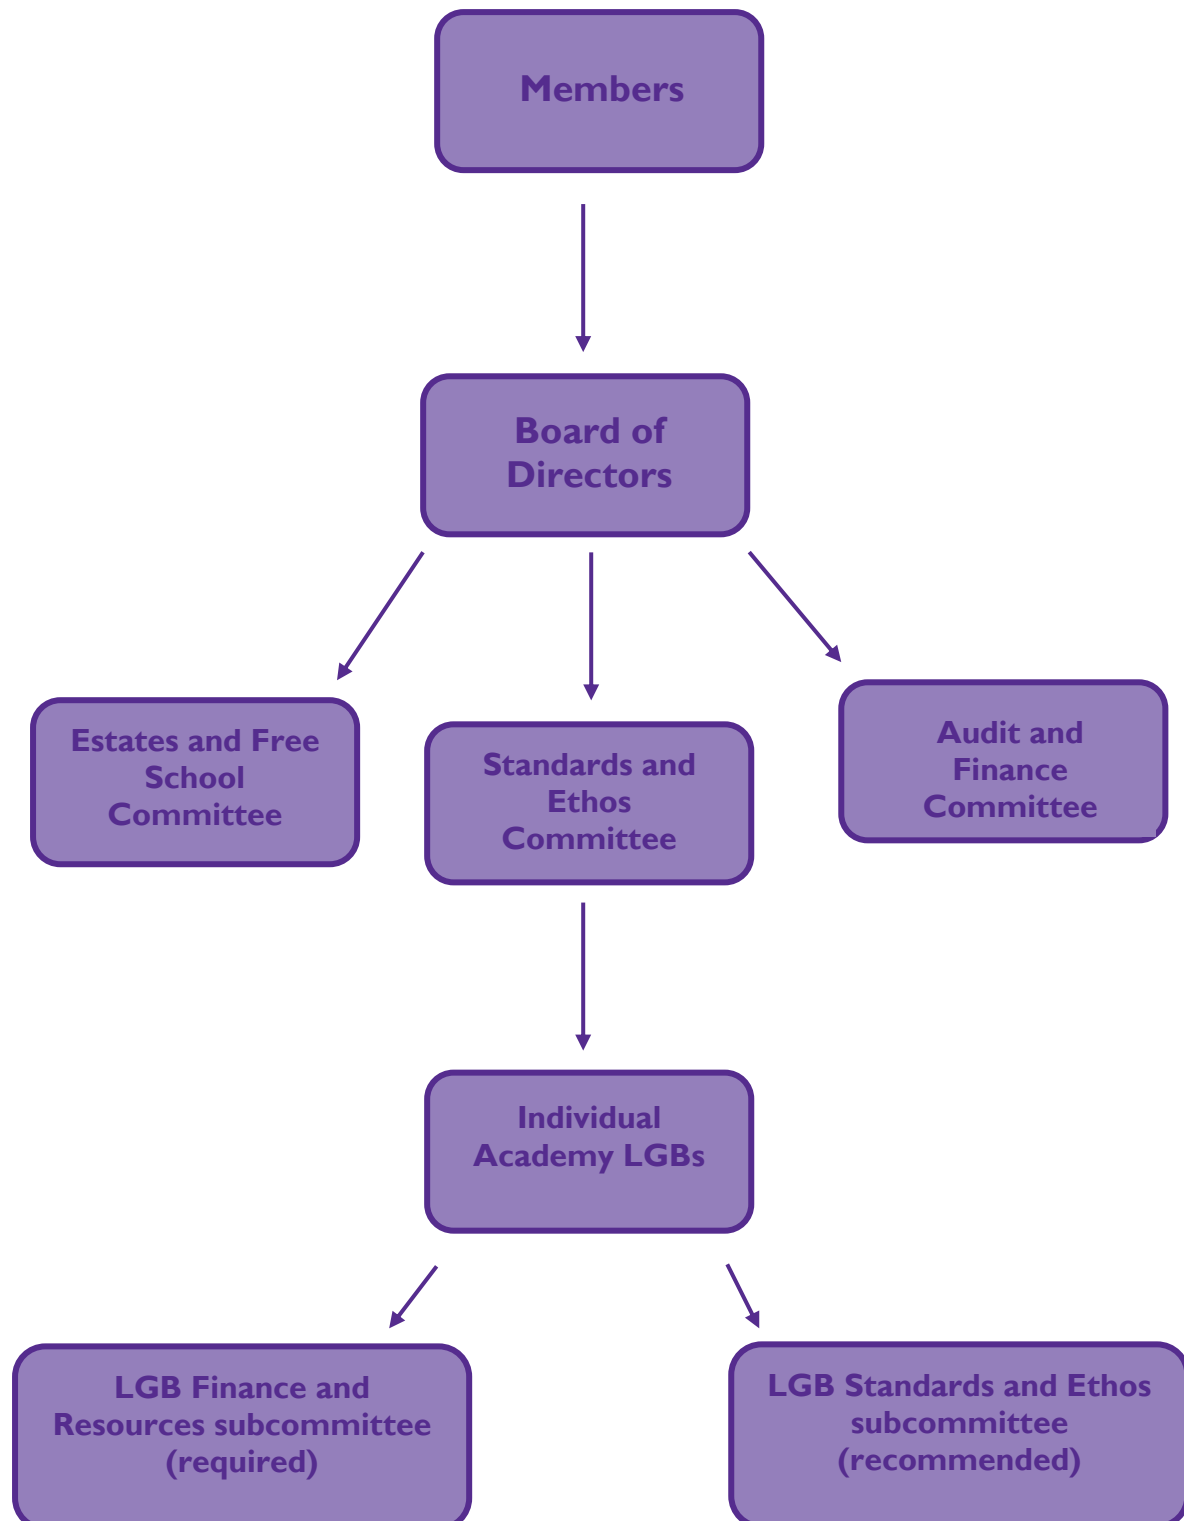 Members
Board of
Directors
Estates and Free
School
Committee
Standards and
Ethos
Committee
Audit and
Finance
Committee
Individual
Academy LGBs
LGB Finance and
Resources subcommittee
(required)
LGB Standards and Ethos
subcommittee
(recommended)